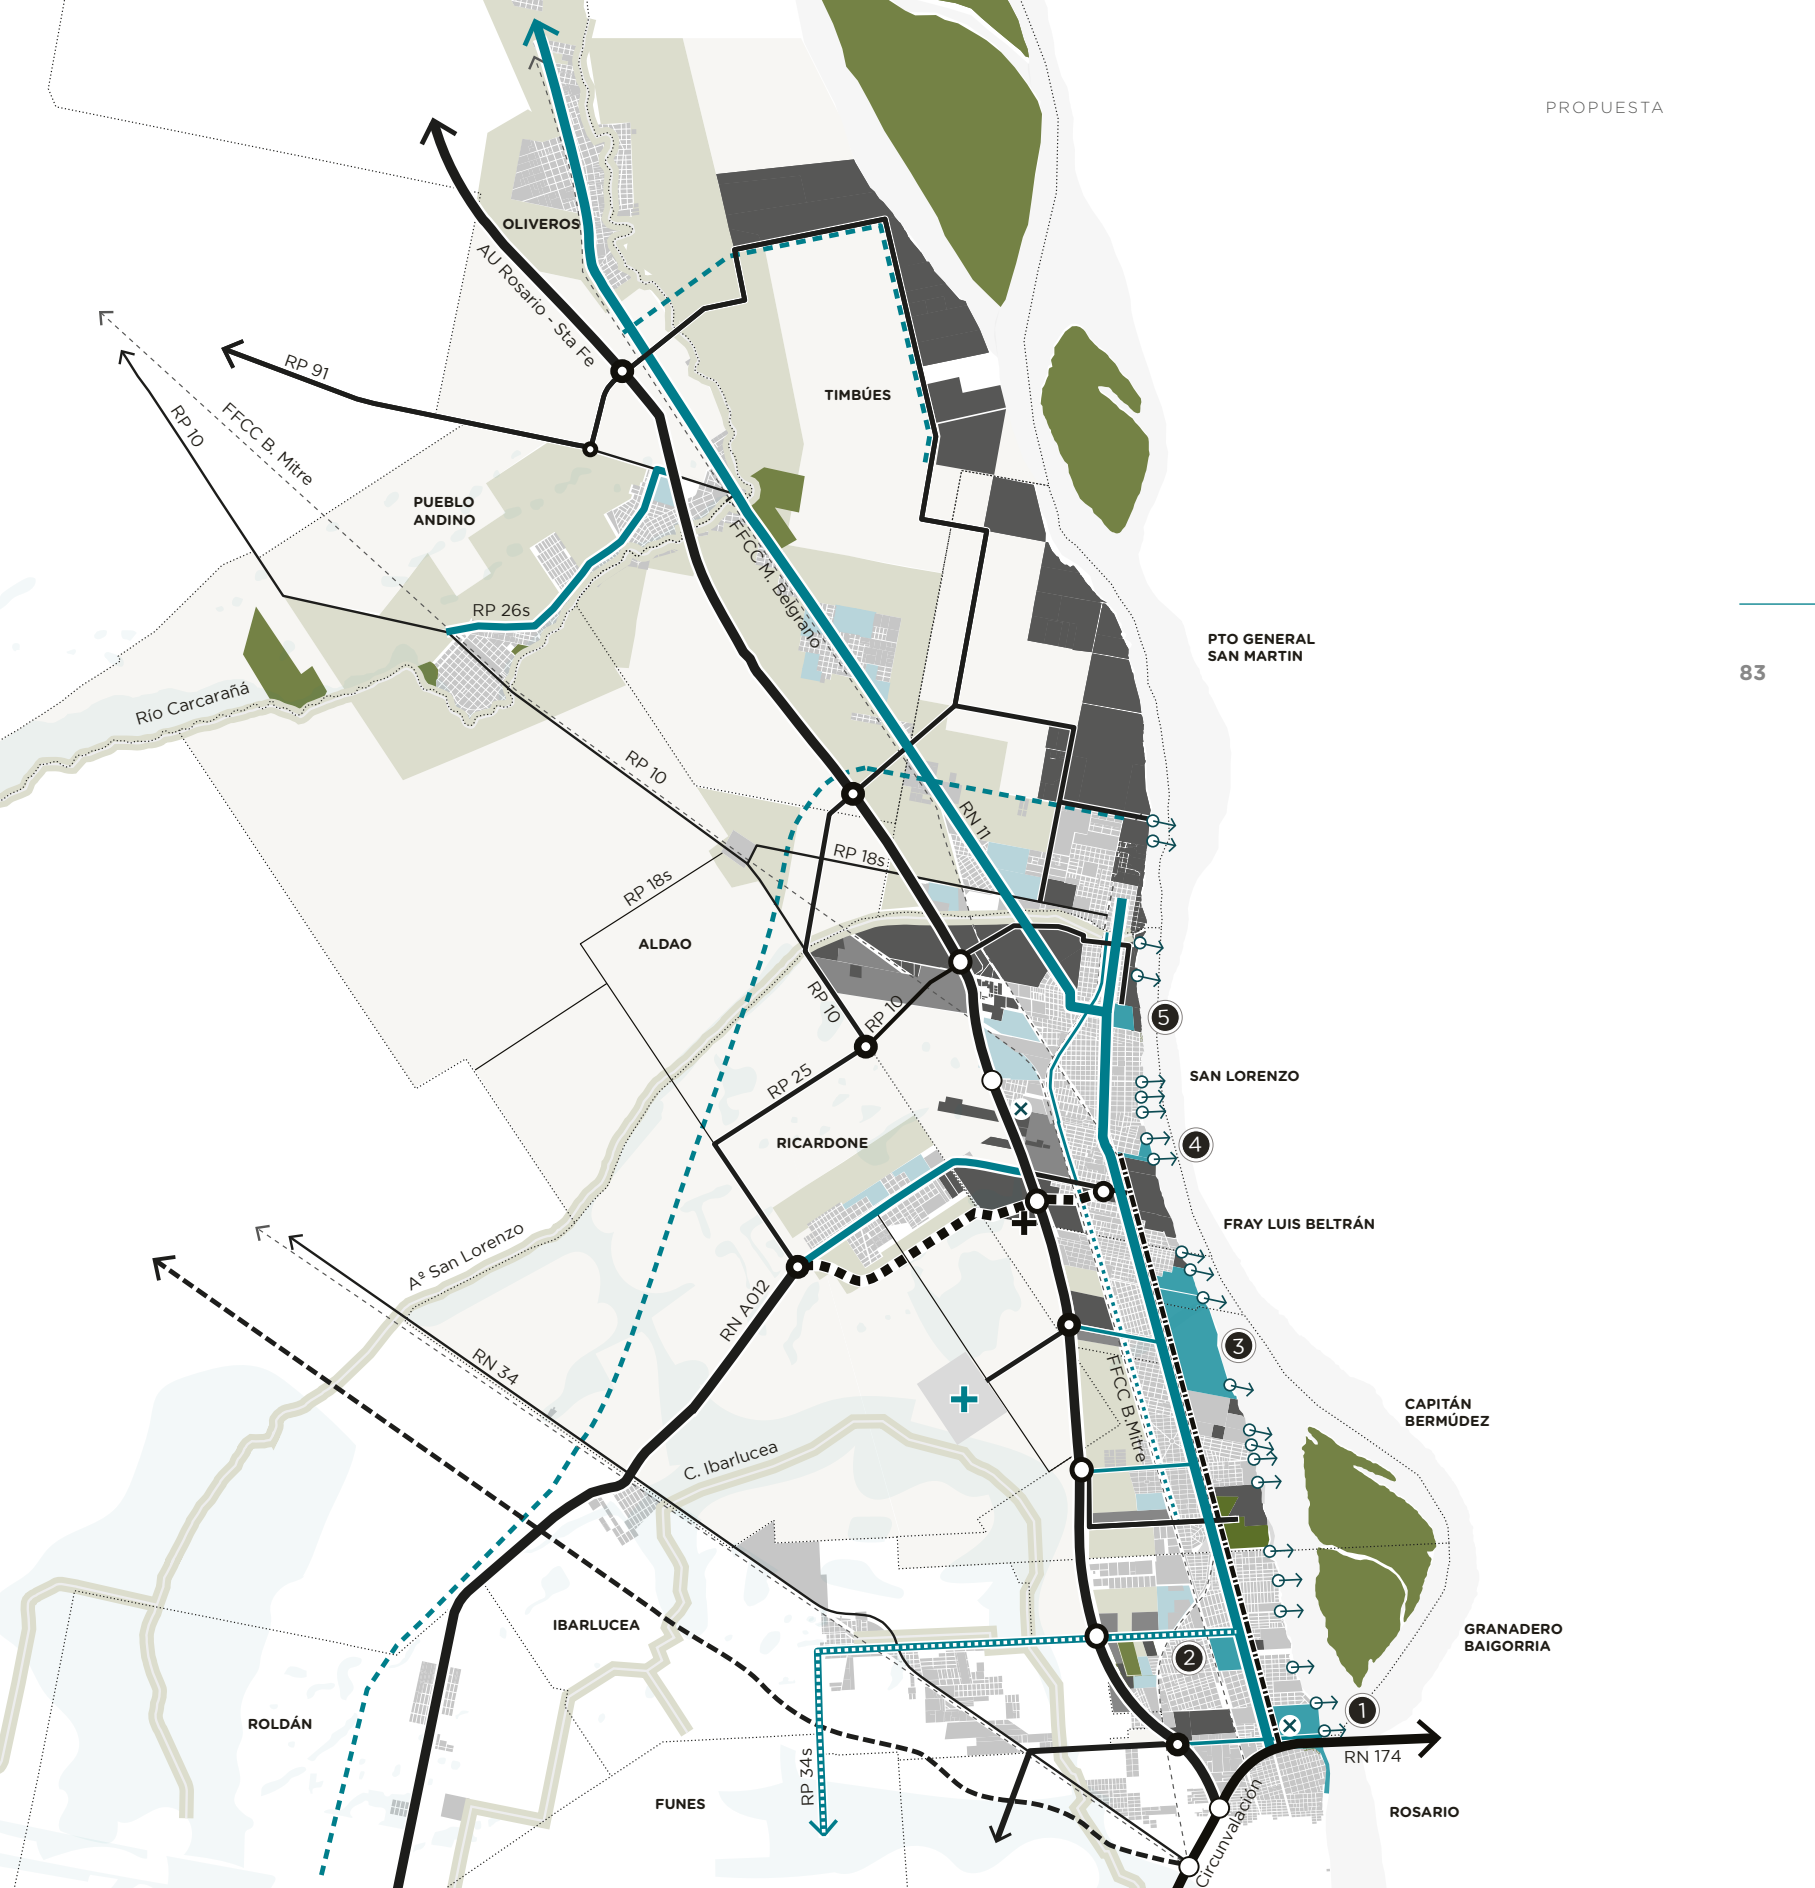 PROPUESTA
OLIVEROS
AU Rosario - Sta Fe
RP 91
TIMBÚES
RP 10
FFCC B. Mitre
PUEBLO
ANDINO
FFCC M. Belgrano
RP 26s
PTO GENERAL
SAN MARTIN
83
Río Carcarañá
RP 10
RN 11
RP 18s
RP 18s
ALDAO
RP 10
RP 10
5
RP 25
SAN LORENZO
RICARDONE
4
FRAY LUIS BELTRÁN
Aº San Lorenzo
RN A012
RN 34
3
FFCC B.Mitre
CAPITÁN
BERMÚDEZ
C. Ibarlucea
IBARLUCEA
GRANADERO
BAIGORRIA
2
1
ROLDÁN
RN 174
RP 34s
FUNES
ROSARIO
Circunvalación